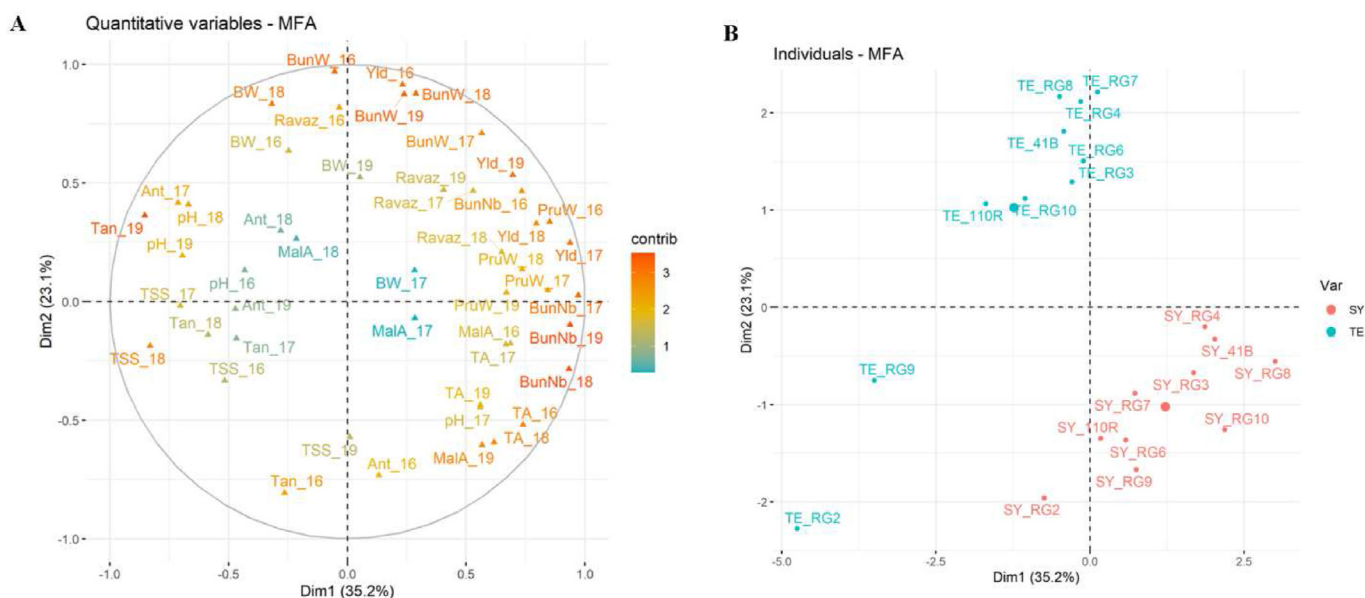 A
Quantitative variables - MFA
BunW_16
Yld_16
BW_18
BunW_18
Ravaz_16
BunW_19
BW_16
BunW_17
BW_19
Yld_19
Ravaz_19
Ant_17
Ravaz_17
BunNb_16
PruW_16
pH_18
Tan_19
Ant_18
Ravaz_18
Yld_18
pH_19
MalA_18
PruW_18
Yld_17
pH_16
BW_17
PruW_17
TSS_17
Ant_19
PruW_19
BunNb_17
Tan_18
MalA_16
BunNb_19
Tan_17
MalA_17
TA_17
TSS_18
TSS_16
BunNb_18
TA_19
TA_16
pH_17
TA_18
TSS_19
Ant_16
MalA_19
Tan_16
1.0
0.5
0.0
-0.5
-1.0
Dim2 (23.1%)
-1.0
-0.5
0.0
0.5
1.0
Dim1 (35.2%)
contrib
3
2
1
B
Individuals - MFA
TE_RG8
TE_RG7
TE_RG4
TE_41B
TE_RG6
TE_RG3
TE_110R
TE_RG10
SY_RG4
SY_41B
TE_RG9
SY_RG3
SY_RG8
SY_RG7
SY_110R
SY_RG10
SY_RG6
SY_RG9
SY_RG2
TE_RG2
2
1
0
-1
-2
Dim2 (23.1%)
-5.0
-2.5
0.0
2.5
Dim1 (35.2%)
Var
SY
TE